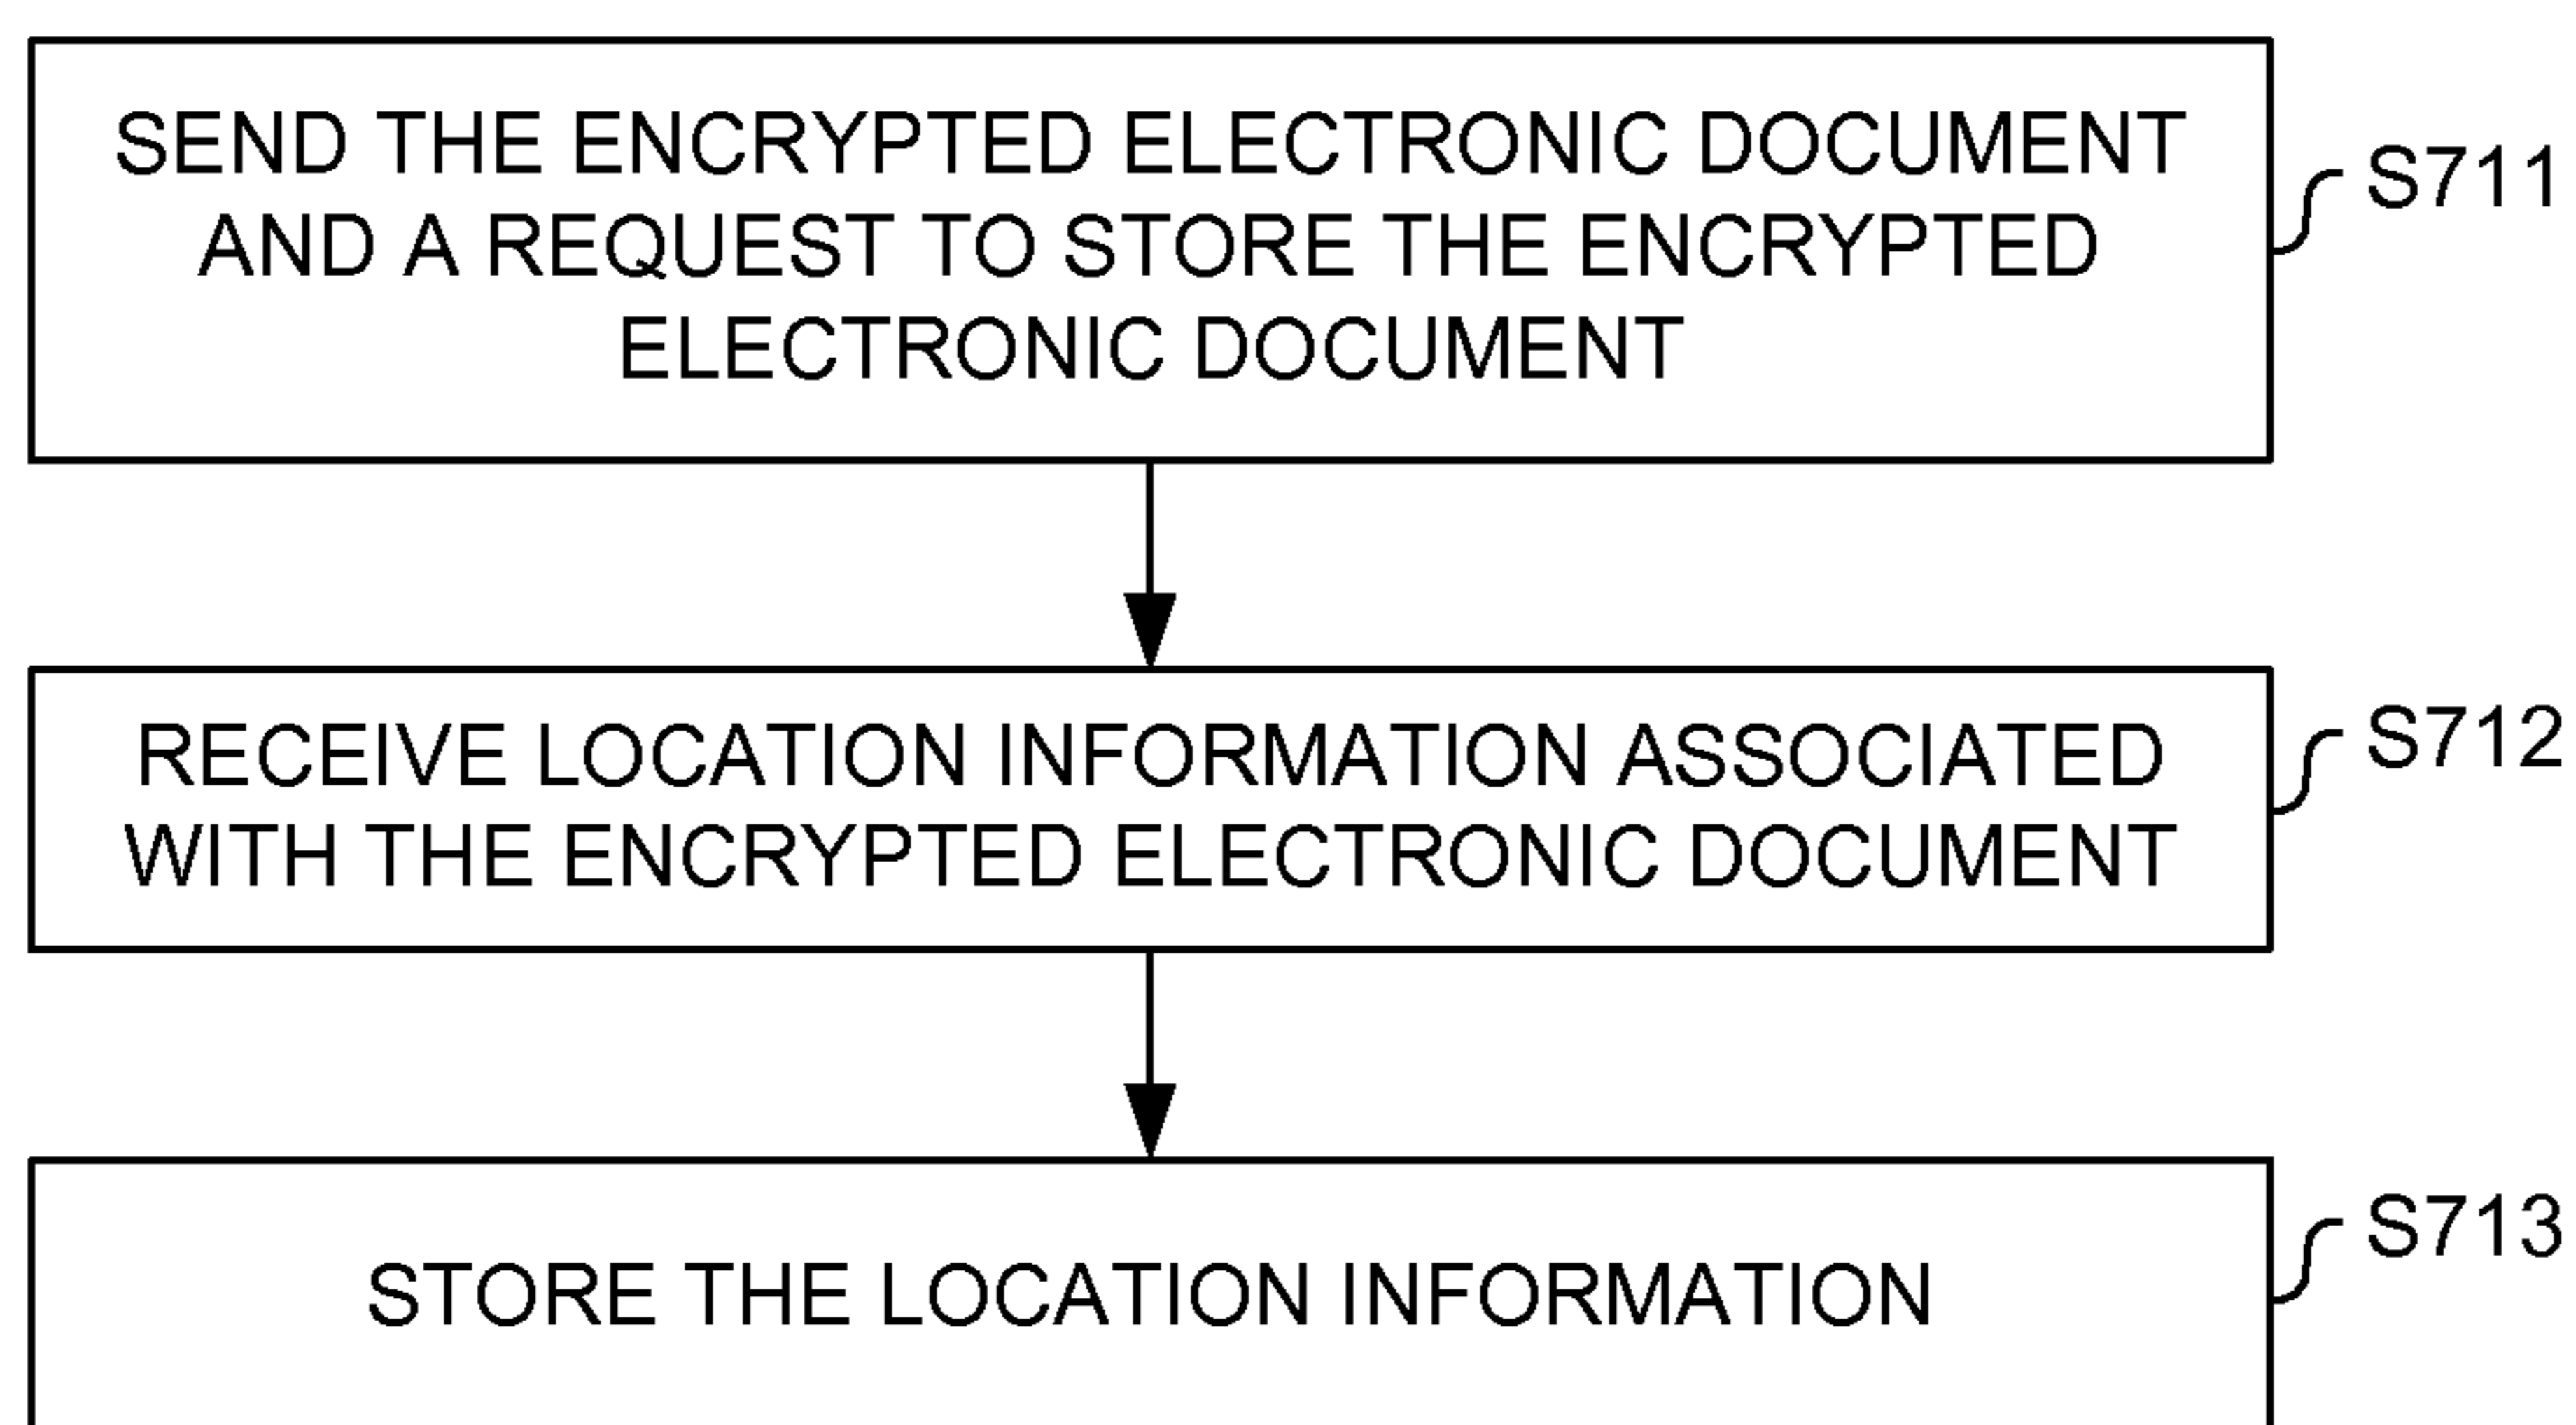 SEND THE ENCRYPTED ELECTRONIC DOCUMENT
AND A REQUEST TO STORE THE ENCRYPTED
ELECTRONIC DOCUMENT
S711
RECEIVE LOCATION INFORMATION ASSOCIATED
WITH THE ENCRYPTED ELECTRONIC DOCUMENT
S712
STORE THE LOCATION INFORMATION
S713